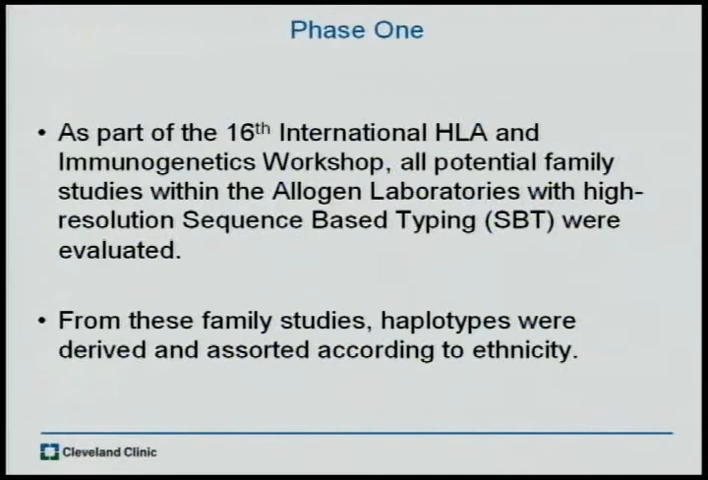 Phase One
• As part of the 16th International HLA and
Immunogenetics Workshop, all potential family
studies within the Allogen Laboratories with high-
resolution Sequence Based Typing (SBT) were
evaluated.
• From these family studies, haplotypes were
derived and assorted according to ethnicity.
Cleveland Clinic